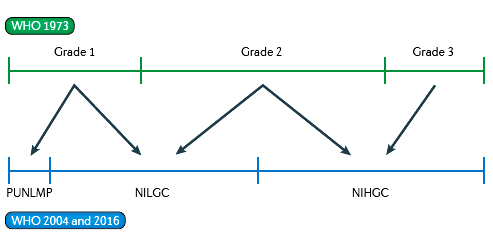 WHO 1973
Grade 1 Grade 2 Grade 3
PUNLMP NILGC NIHGC
WHO 2004 and 2016